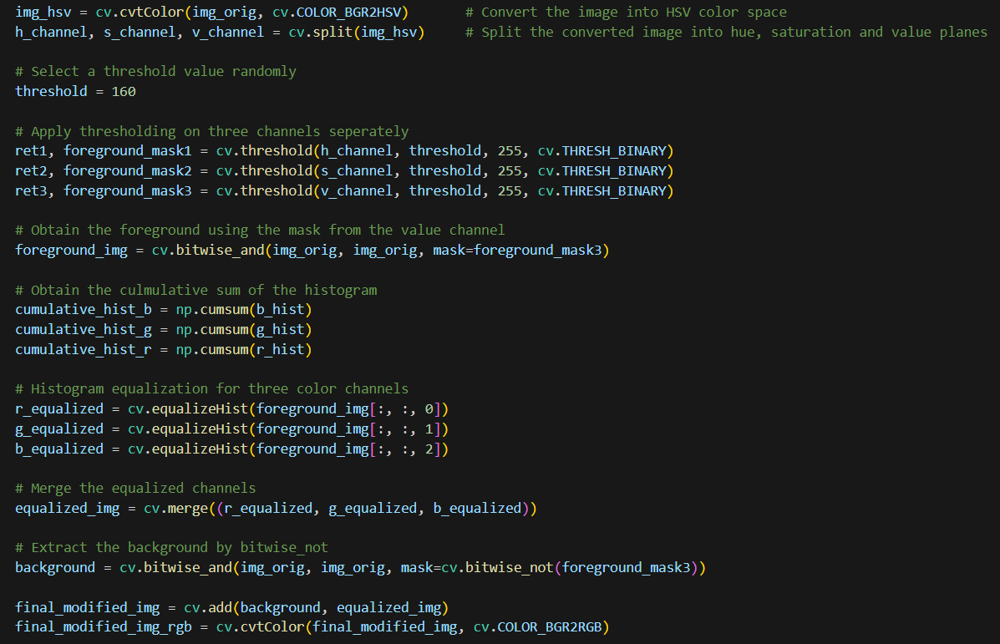 img_hsv = cv.cvtColor(img_orig, cv.COLOR_BGR2HSV)       # Convert the image into HSV color space
h_channel, s_channel, v_channel = cv.split(img_hsv)     # Split the converted image into hue, saturation and value planes

# Select a threshold value randomly
threshold = 160

# Apply thresholding on three channels seperately
ret1, foreground_mask1 = cv.threshold(h_channel, threshold, 255, cv.THRESH_BINARY)
ret2, foreground_mask2 = cv.threshold(s_channel, threshold, 255, cv.THRESH_BINARY)
ret3, foreground_mask3 = cv.threshold(v_channel, threshold, 255, cv.THRESH_BINARY)

# Obtain the foreground using the mask from the value channel
foreground_img = cv.bitwise_and(img_orig, img_orig, mask=foreground_mask3)

# Obtain the culmulative sum of the histogram
cumulative_hist_b = np.cumsum(b_hist)
cumulative_hist_g = np.cumsum(g_hist)
cumulative_hist_r = np.cumsum(r_hist)

# Histogram equalization for three color channels
r_equalized = cv.equalizeHist(foreground_img[:, :, 0])
g_equalized = cv.equalizeHist(foreground_img[:, :, 1])
b_equalized = cv.equalizeHist(foreground_img[:, :, 2])

# Merge the equalized channels
equalized_img = cv.merge((r_equalized, g_equalized, b_equalized))

# Extract the background by bitwise_not
background = cv.bitwise_and(img_orig, img_orig, mask=cv.bitwise_not(foreground_mask3))

final_modified_img = cv.add(background, equalized_img)
final_modified_img_rgb = cv.cvtColor(final_modified_img, cv.COLOR_BGR2RGB)